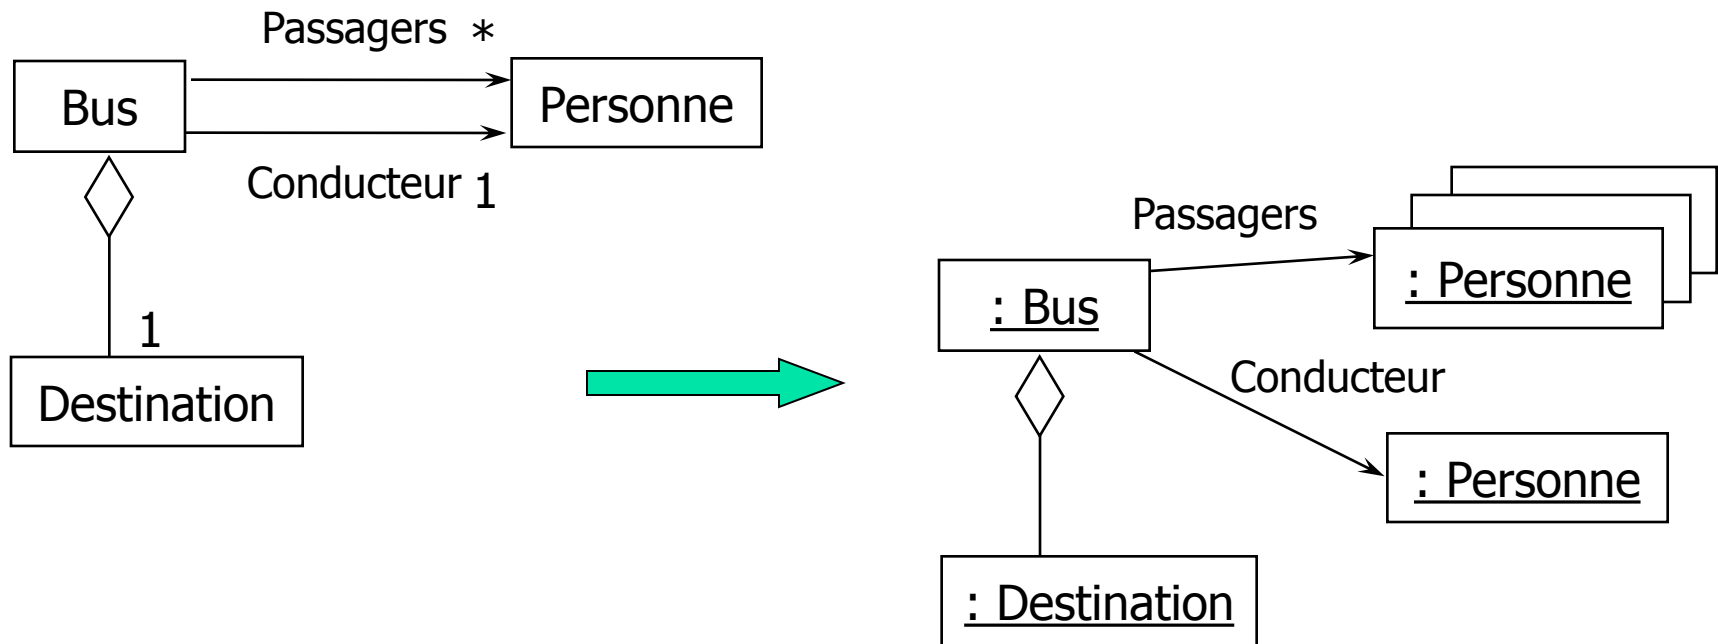 Passagers *
Bus
Personne
Conducteur 1
1
Destination
Passagers
: Personne
: Bus
Conducteur
: Personne
: Destination